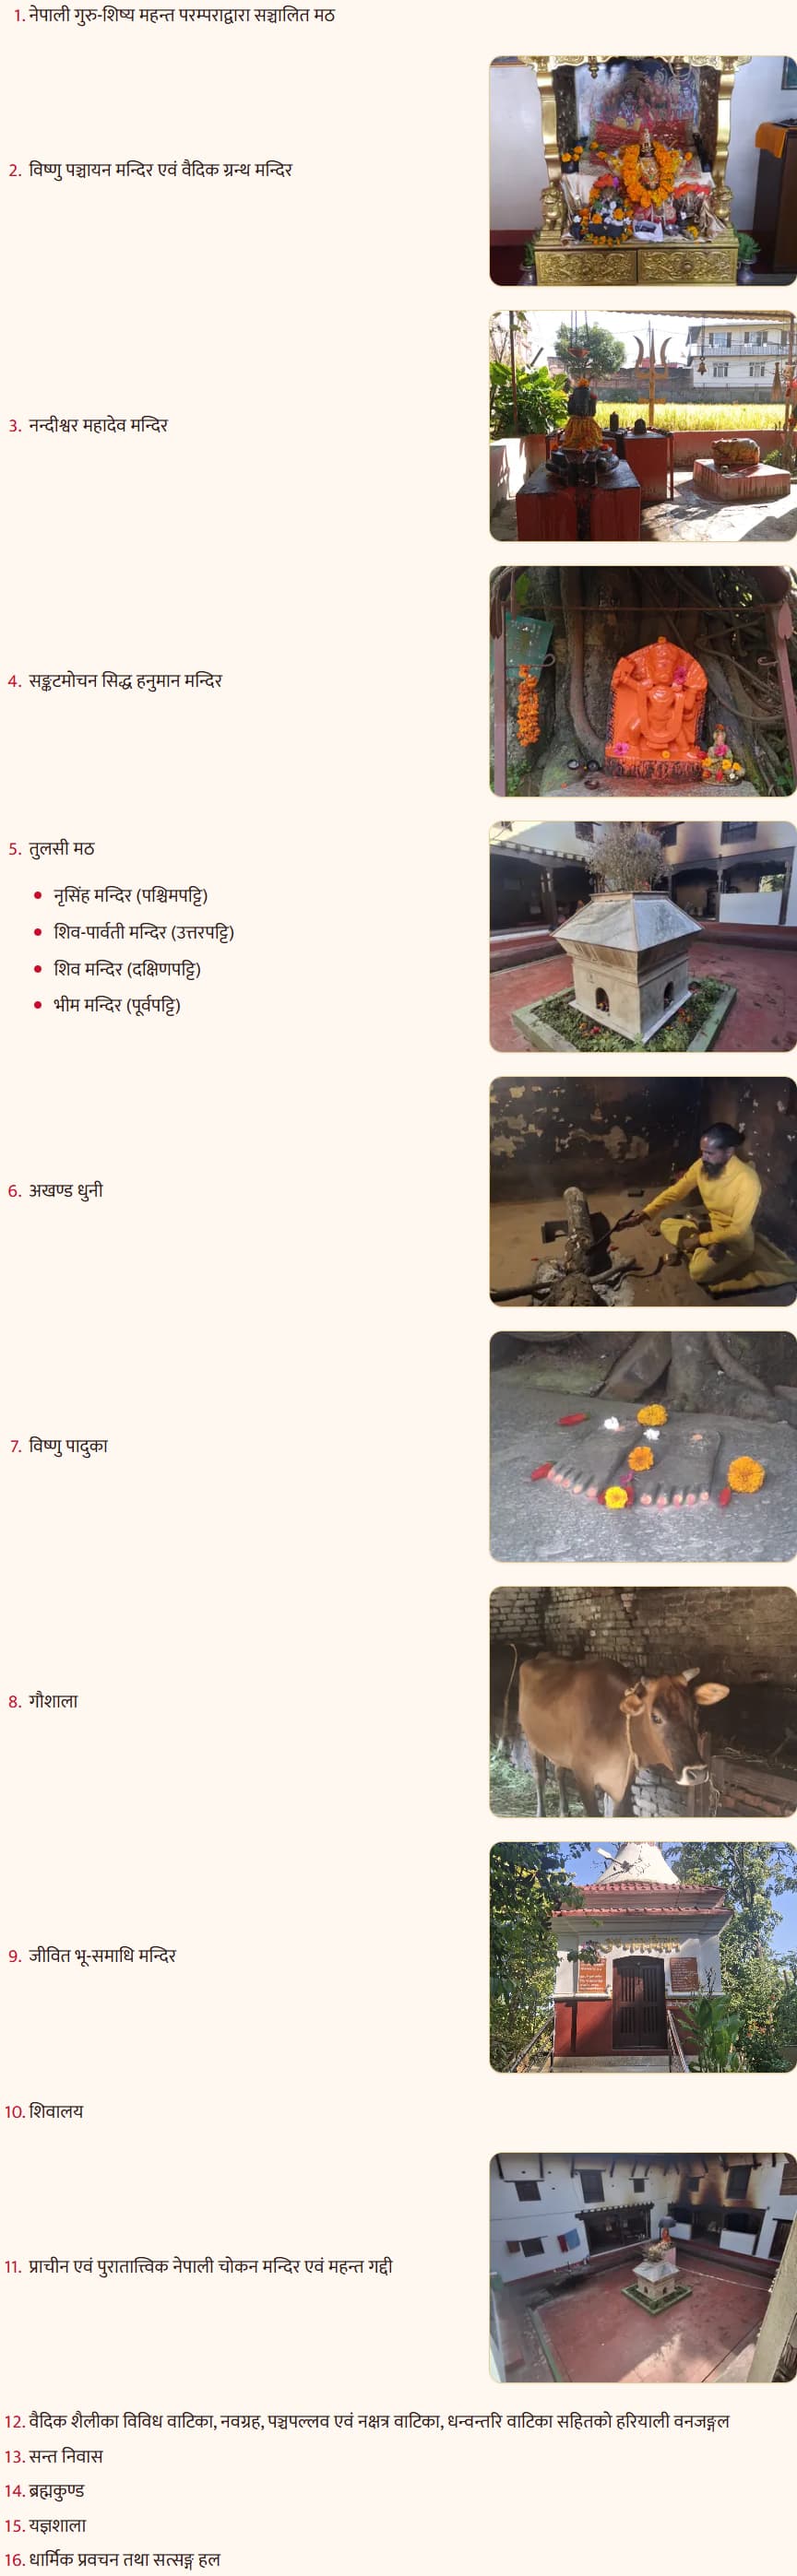 1. नेपाली गुरु-शिष्य महन्त परम्पराद्वारा सञ्चालित मठ
2. विष्णु पञ्चायन मन्दिर एवं वैदिक ग्रन्थ मन्दिर
3. नन्दीश्वर महादेव मन्दिर
4. सङ्कटमोचन सिद्ध हनुमान मन्दिर
5. तुलसी मठ
• नृसिंह मन्दिर (पश्चिमपट्टि)
• शिव-पार्वती मन्दिर (उत्तरपट्टि)
• शिव मन्दिर (दक्षिणपट्टि)
• भीम मन्दिर (पूर्वपट्टि)
6. अखण्ड धुनी
7. विष्णु पादुका
8. गौशाला
9. जीवित भू-समाधि मन्दिर
10. शिवालय
11. प्राचीन एवं पुरातात्त्विक नेपाली चोकन मन्दिर एवं महन्त गद्दी
12. वैदिक शैलीका विविध वाटिका, नवग्रह, पञ्चपल्लव एवं नक्षत्र वाटिका, धन्वन्तरि वाटिका सहितको हरियाली वनजङ्गल
13. सन्त निवास
14. ब्रह्मकुण्ड
15. यज्ञशाला
16. धार्मिक प्रवचन तथा सत्सङ्ग हल